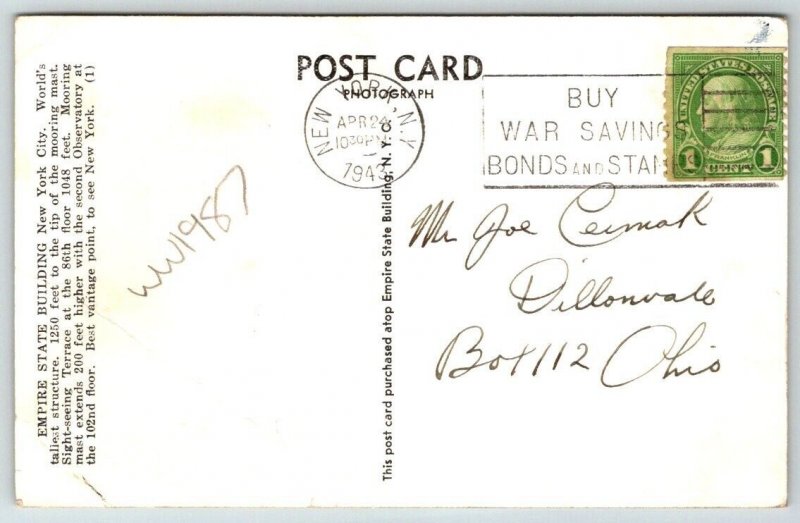 POST CARD
PHOTOGRAPH
NEW YORK, N.Y.
APR 24
10 30 PM
BUY
WAR SAVINGS
BONDS AND STAM
UNITED STATES POSTAGE
FRANKLIN
1 CENT 1
EMPIRE STATE BUILDING New York City. World's
tallest structure. 1250 feet to the tip of the mooring mast.
Sight-seeing Terrace at the 86th floor 1048 feet. Mooring
mast extends 200 feet higher with the second Observatory at
the 102nd floor. Best vantage point, to see New York. (1)
WW1987
This post card purchased atop Empire State Building, N. Y. C.
Mr Joe Cermak
Dillonvale
Box 112 Ohio